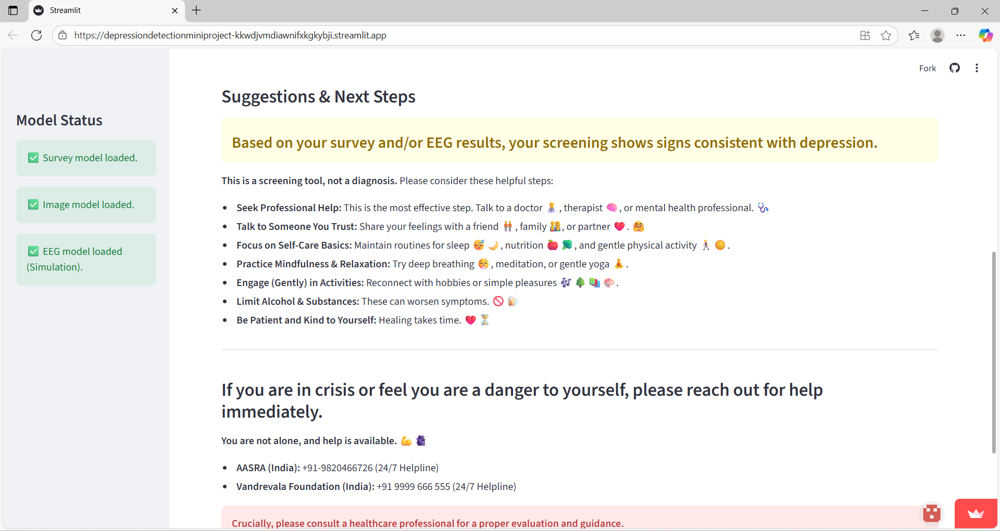 Streamlit
https://depressiondetectionminiproject-kkwdjvmdiawnifxkgkybji.streamlit.app
Fork
Model Status
✅ Survey model loaded.
✅ Image model loaded.
✅ EEG model loaded
(Simulation).
Suggestions & Next Steps
Based on your survey and/or EEG results, your screening shows signs consistent with depression.
This is a screening tool, not a diagnosis. Please consider these helpful steps:
• Seek Professional Help: This is the most effective step. Talk to a doctor 🧑‍⚕️, therapist 🧠, or mental health professional. 🩺
• Talk to Someone You Trust: Share your feelings with a friend 🧑‍🤝‍🧑, family 👨‍👩‍👧‍👦, or partner ❤️. 🤗
• Focus on Self-Care Basics: Maintain routines for sleep 😴 🌙, nutrition 🍎 🥦, and gentle physical activity 🚶‍♀️ ☀️.
• Practice Mindfulness & Relaxation: Try deep breathing 😮‍💨, meditation, or gentle yoga 🧘.
• Engage (Gently) in Activities: Reconnect with hobbies or simple pleasures 🎶 🌳 📚 🎨.
• Limit Alcohol & Substances: These can worsen symptoms. 🚫 🍺
• Be Patient and Kind to Yourself: Healing takes time. ❤️ ⏳
If you are in crisis or feel you are a danger to yourself, please reach out for help
immediately.
You are not alone, and help is available. 💪 🫂
• AASRA (India): +91-9820466726 (24/7 Helpline)
• Vandrevala Foundation (India): +91 9999 666 555 (24/7 Helpline)
Crucially, please consult a healthcare professional for a proper evaluation and guidance.